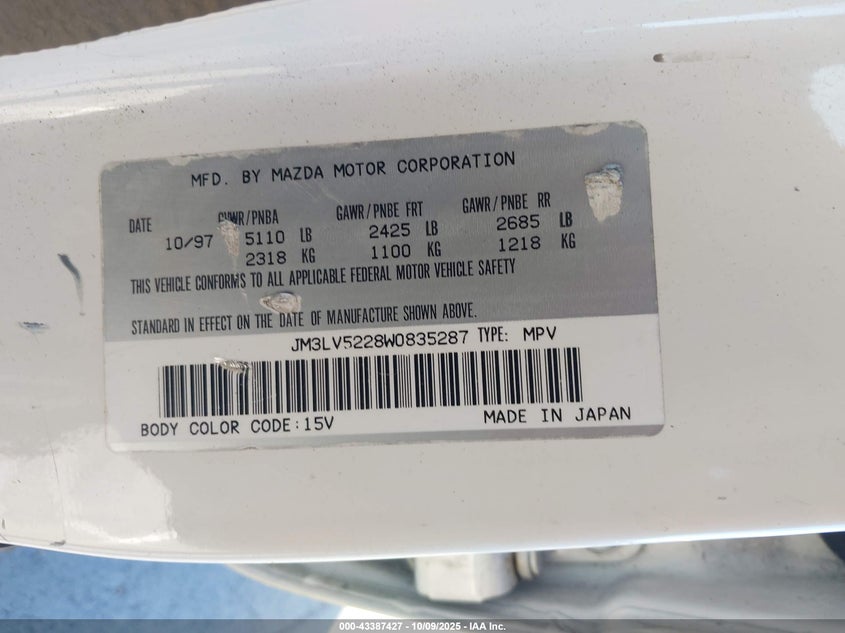 MFD. BY MAZDA MOTOR CORPORATION
DATE GVWR/PNBA GAWR/PNBE FRT GAWR/PNBE RR
10/97 5110 LB 2425 LB 2685 LB
2318 KG 1100 KG 1218 KG
THIS VEHICLE CONFORMS TO ALL APPLICABLE FEDERAL MOTOR VEHICLE SAFETY
STANDARD IN EFFECT ON THE DATE OF MANUFACTURE SHOWN ABOVE.
JM3LV5228W0835287 TYPE: MPV
BODY COLOR CODE:15V MADE IN JAPAN
000-43387427 - 10/09/2025 - IAA Inc.